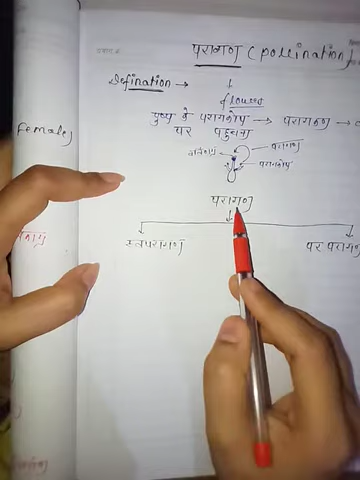 परागण (pollination)
Defination →
flower
पुष्प के परागकोष → परागकण →
पर पहुचना
Female
परागकण
परागकोष
परागण
स्वपरागण पर परागण